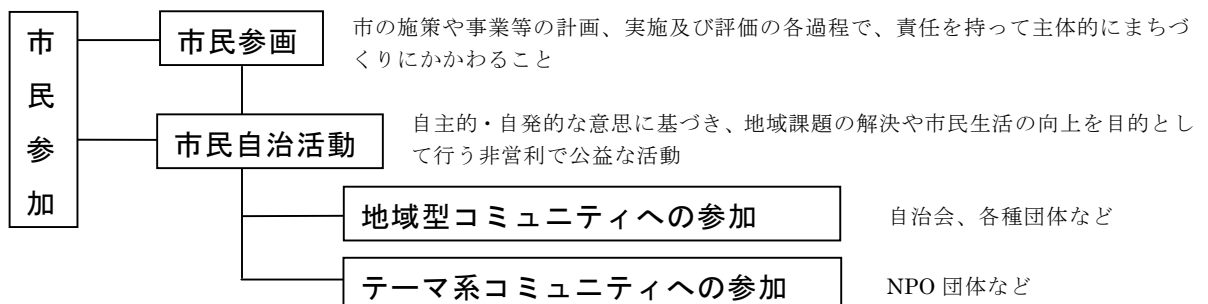 市民参加
市民参画
市の施策や事業等の計画、実施及び評価の各過程で、責任を持って主体的にまちづ
くりにかかわること
市民自治活動
自主的・自発的な意思に基づき、地域課題の解決や市民生活の向上を目的とし
て行う非営利で公益な活動
地域型コミュニティへの参加
自治会、各種団体など
テーマ系コミュニティへの参加
NPO 団体など